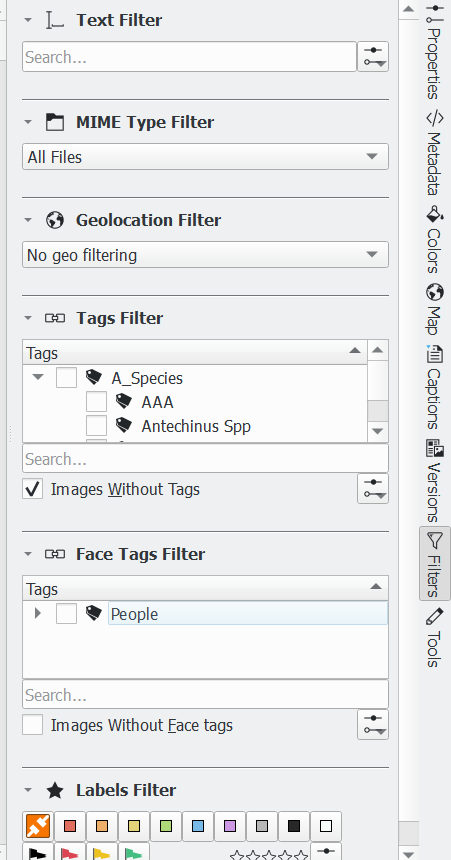 Text Filter
Search...
MIME Type Filter
All Files
Geolocation Filter
No geo filtering
Tags Filter
Tags
A_Species
AAA
Antechinus Spp
Search...
Images Without Tags
Face Tags Filter
Tags
People
Search...
Images Without Face tags
Labels Filter
Properties
Metadata
Colors
Map
Captions
Versions
Filters
Tools